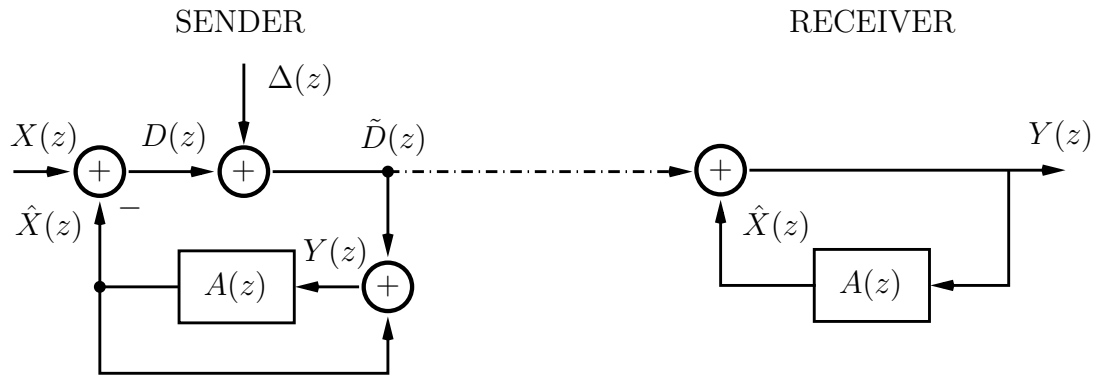 SENDER RECEIVER
Δ(z)
X(z) D(z) D̃(z) Y(z)
+ + +
−
X̂(z) Y(z) X̂(z)
A(z) + A(z)